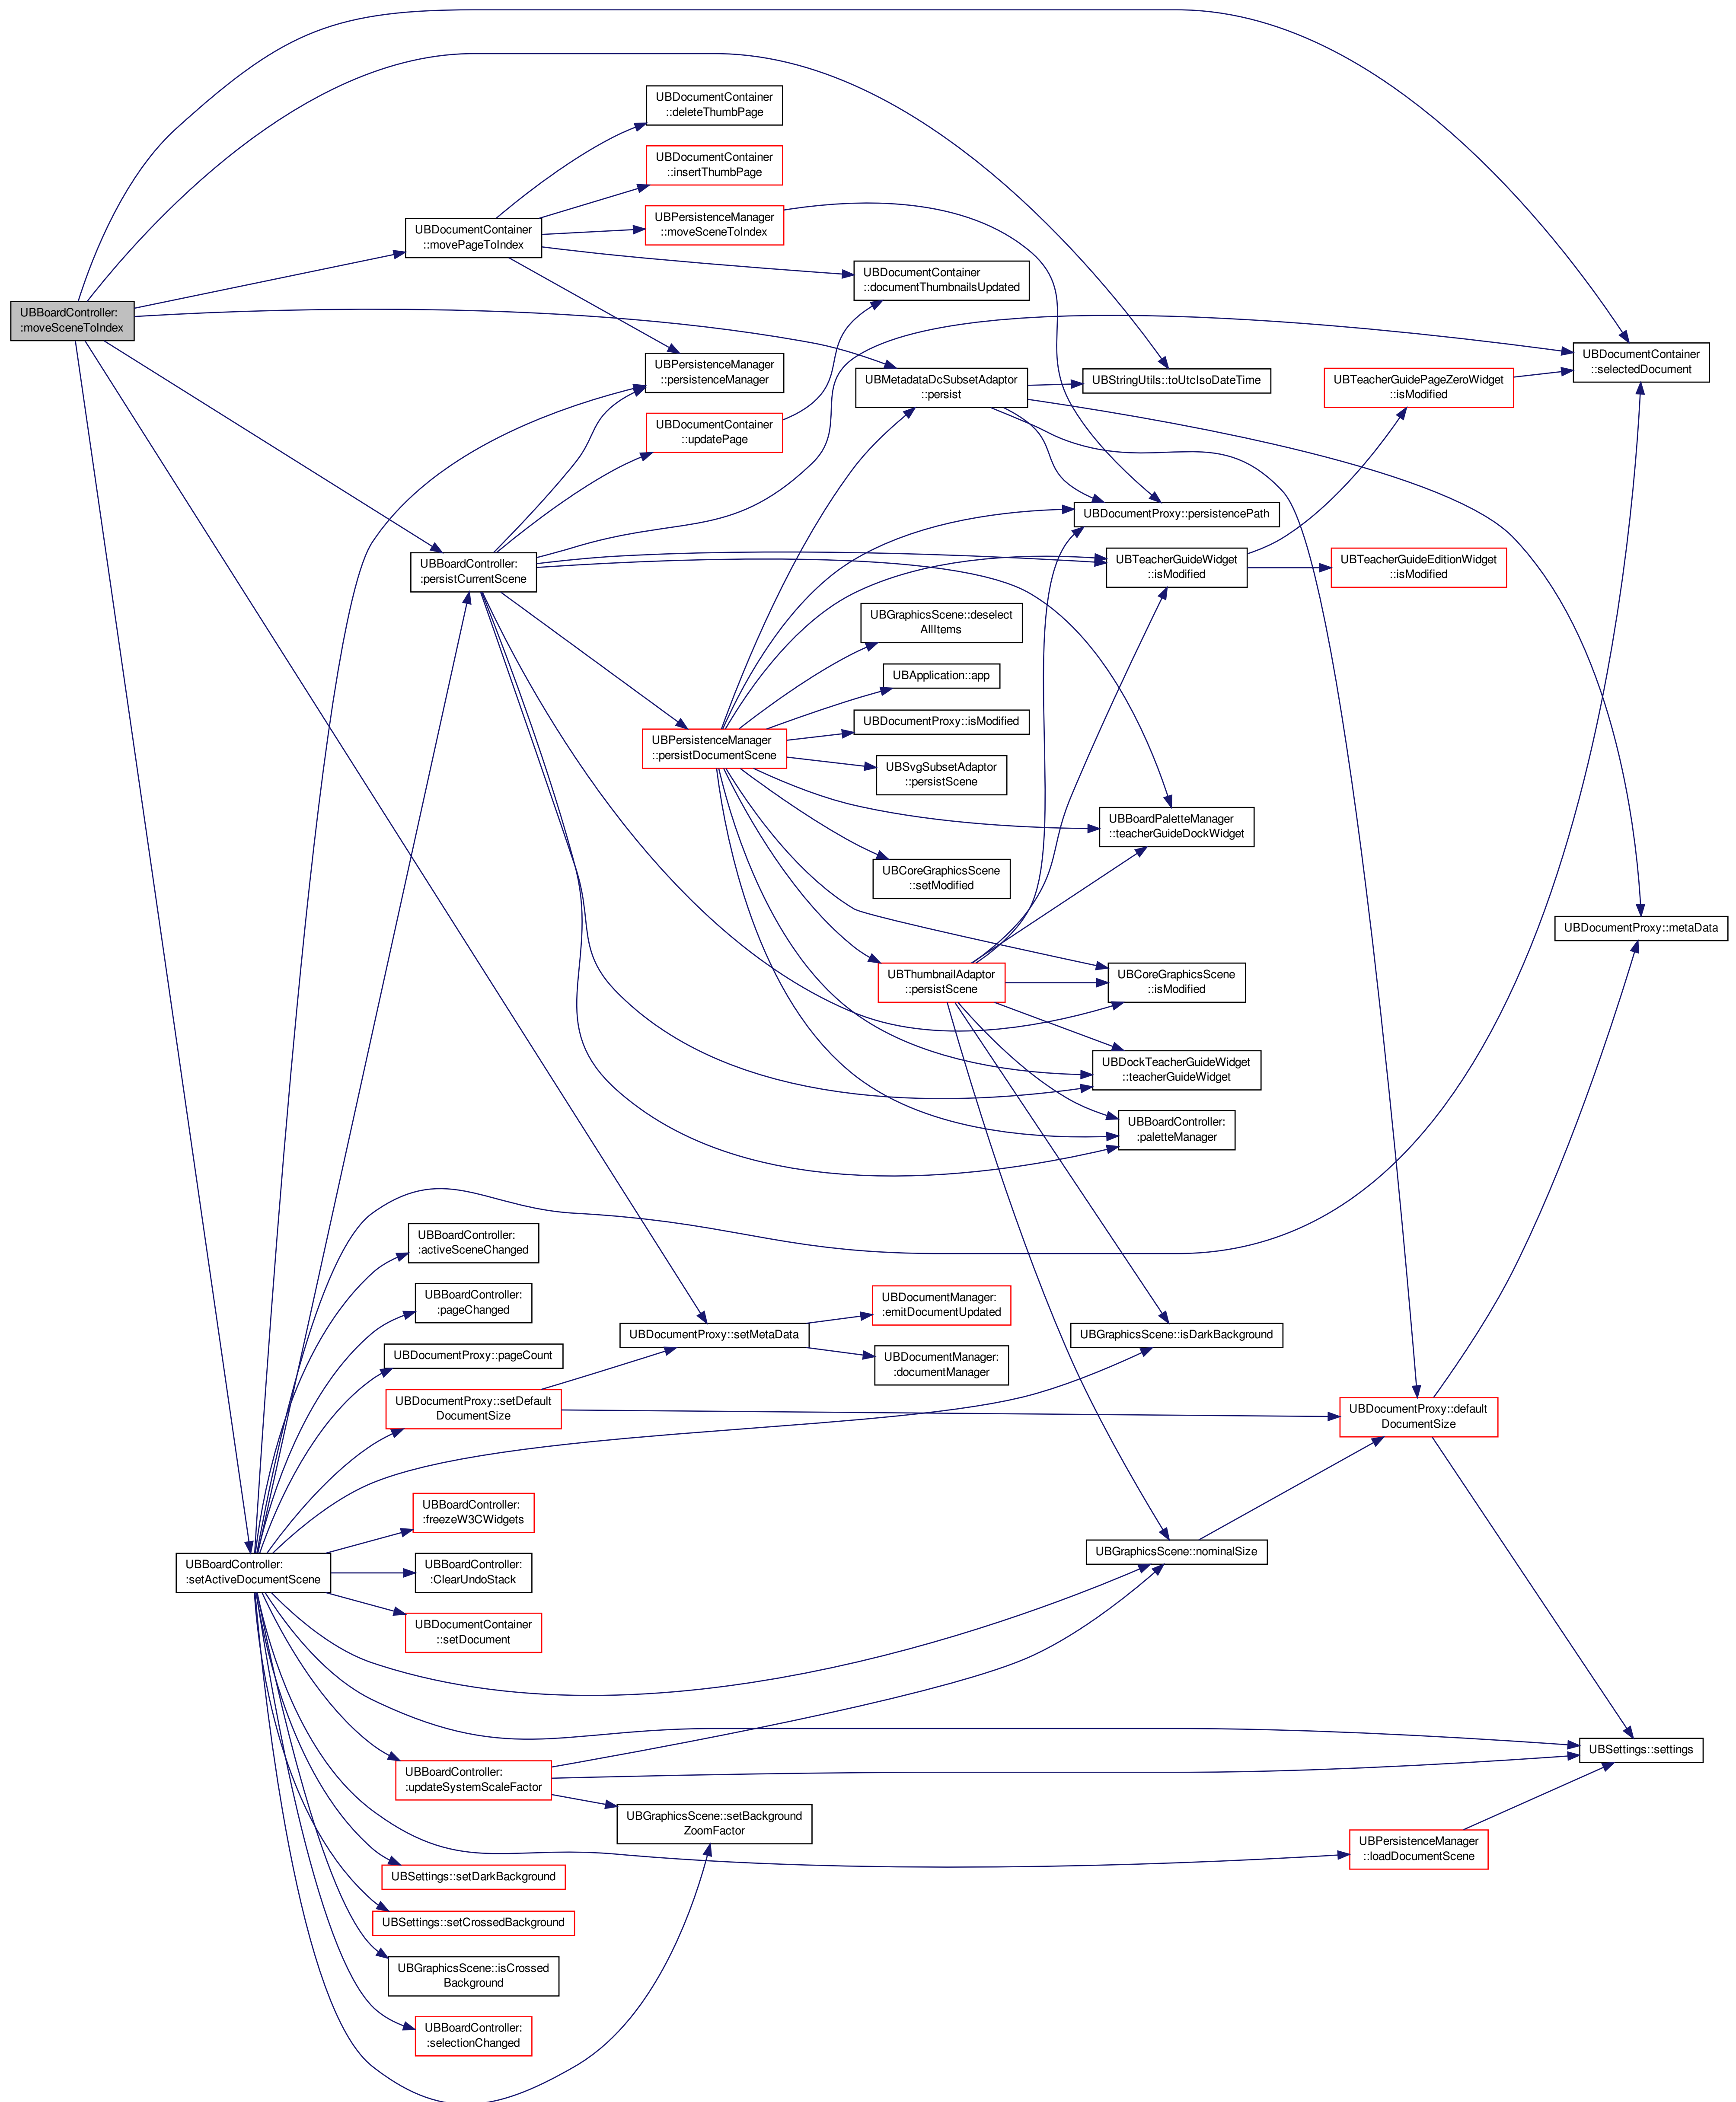 UBDocumentContainer
::deleteThumbPage
UBDocumentContainer
::insertThumbPage
UBPersistenceManager
::moveSceneToIndex
UBDocumentContainer
::movePageToIndex
UBDocumentContainer
::documentThumbnailsUpdated
UBBoardController:
:moveSceneToIndex
UBPersistenceManager
::persistenceManager
UBMetadataDcSubsetAdaptor
::persist
UBStringUtils::toUtcIsoDateTime
UBTeacherGuidePageZeroWidget
::isModified
UBDocumentContainer
::selectedDocument
UBDocumentContainer
::updatePage
UBDocumentProxy::persistencePath
UBBoardController:
:persistCurrentScene
UBTeacherGuideWidget
::isModified
UBTeacherGuideEditionWidget
::isModified
UBGraphicsScene::deselect
AllItems
UBApplication::app
UBDocumentProxy::isModified
UBPersistenceManager
::persistDocumentScene
UBSvgSubsetAdaptor
::persistScene
UBBoardPaletteManager
::teacherGuideDockWidget
UBCoreGraphicsScene
::setModified
UBDocumentProxy::metaData
UBThumbnailAdaptor
::persistScene
UBCoreGraphicsScene
::isModified
UBDockTeacherGuideWidget
::teacherGuideWidget
UBBoardController:
:paletteManager
UBBoardController:
:activeSceneChanged
UBBoardController:
:pageChanged
UBDocumentManager:
:emitDocumentUpdated
UBDocumentProxy::setMetaData
UBGraphicsScene::isDarkBackground
UBDocumentProxy::pageCount
UBDocumentManager:
:documentManager
UBDocumentProxy::setDefault
DocumentSize
UBDocumentProxy::default
DocumentSize
UBBoardController:
:freezeW3CWidgets
UBGraphicsScene::nominalSize
UBBoardController:
:setActiveDocumentScene
UBBoardController:
:ClearUndoStack
UBDocumentContainer
::setDocument
UBSettings::settings
UBBoardController:
:updateSystemScaleFactor
UBGraphicsScene::setBackground
ZoomFactor
UBPersistenceManager
::loadDocumentScene
UBSettings::setDarkBackground
UBSettings::setCrossedBackground
UBGraphicsScene::isCrossed
Background
UBBoardController:
:selectionChanged